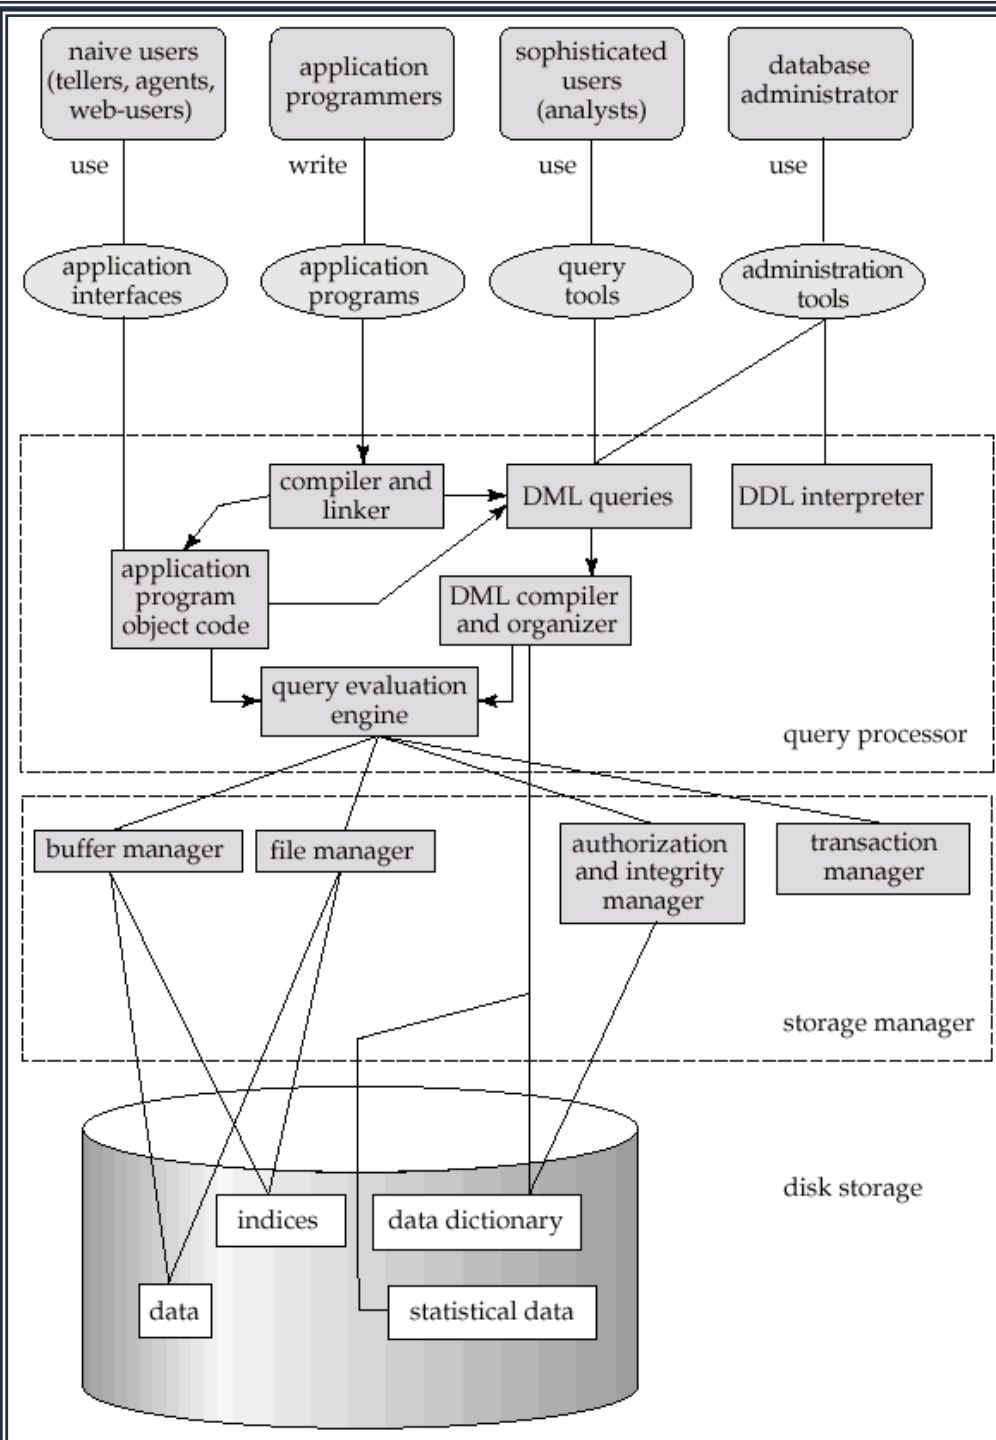 naive users
(tellers, agents,
web-users)
application
programmers
sophisticated
users
(analysts)
database
administrator
use
write
use
use
application
interfaces
application
programs
query
tools
administration
tools
compiler and
linker
DML queries
DDL interpreter
application
program
object code
DML compiler
and organizer
query evaluation
engine
query processor
buffer manager
file manager
authorization
and integrity
manager
transaction
manager
storage manager
disk storage
indices
data dictionary
data
statistical data